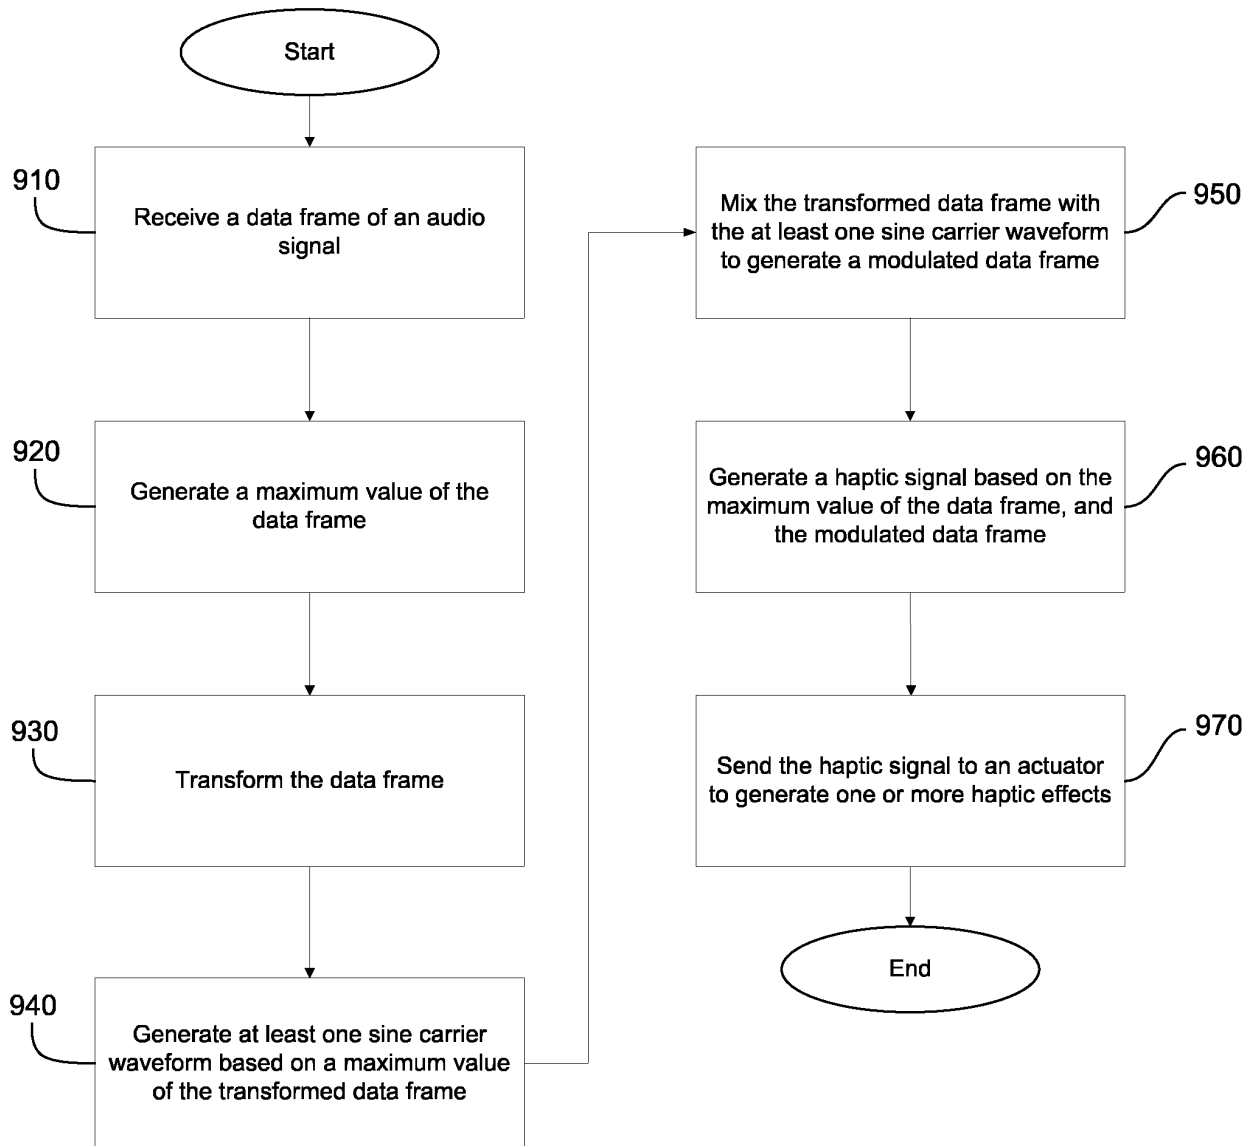 Start
910
Receive a data frame of an audio
signal
920
Generate a maximum value of the
data frame
930
Transform the data frame
940
Generate at least one sine carrier
waveform based on a maximum value
of the transformed data frame
950
Mix the transformed data frame with
the at least one sine carrier waveform
to generate a modulated data frame
960
Generate a haptic signal based on the
maximum value of the data frame, and
the modulated data frame
970
Send the haptic signal to an actuator
to generate one or more haptic effects
End